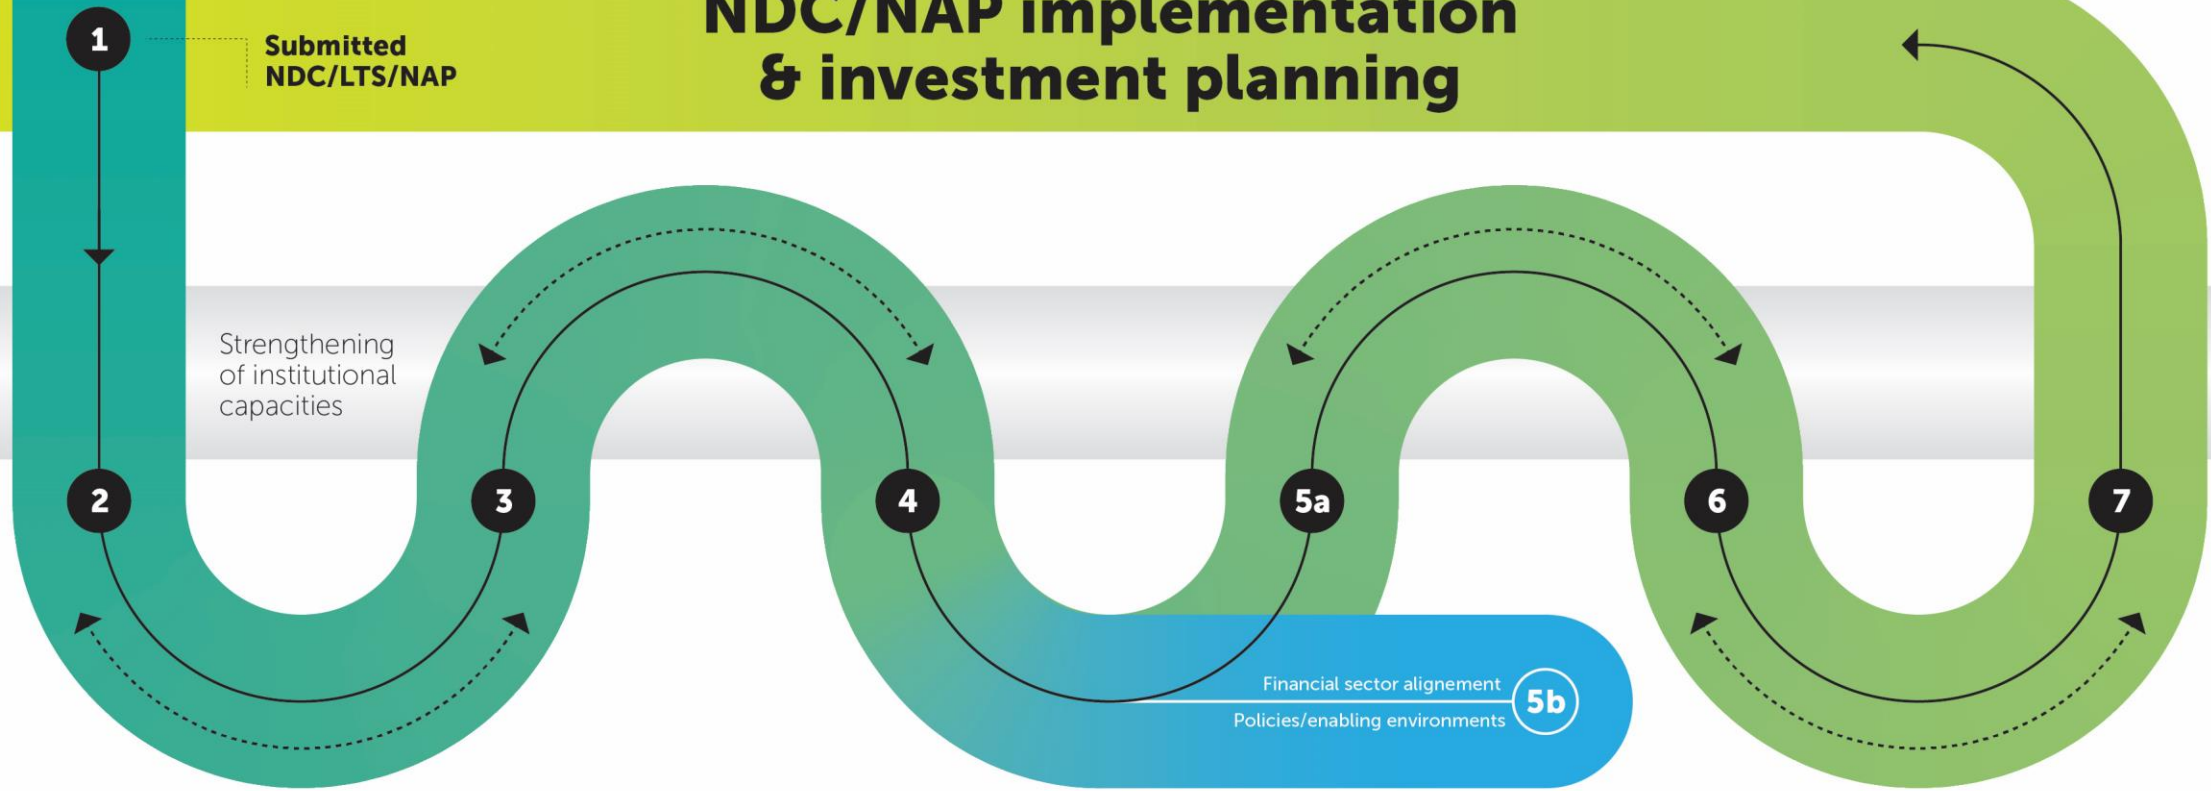 NDC/NAP implementation
& investment planning
1
Submitted
NDC/LTS/NAP
Strengthening
of institutional
capacities
2
3
4
5a
6
7
Financial sector alignement
Policies/enabling environments
5b